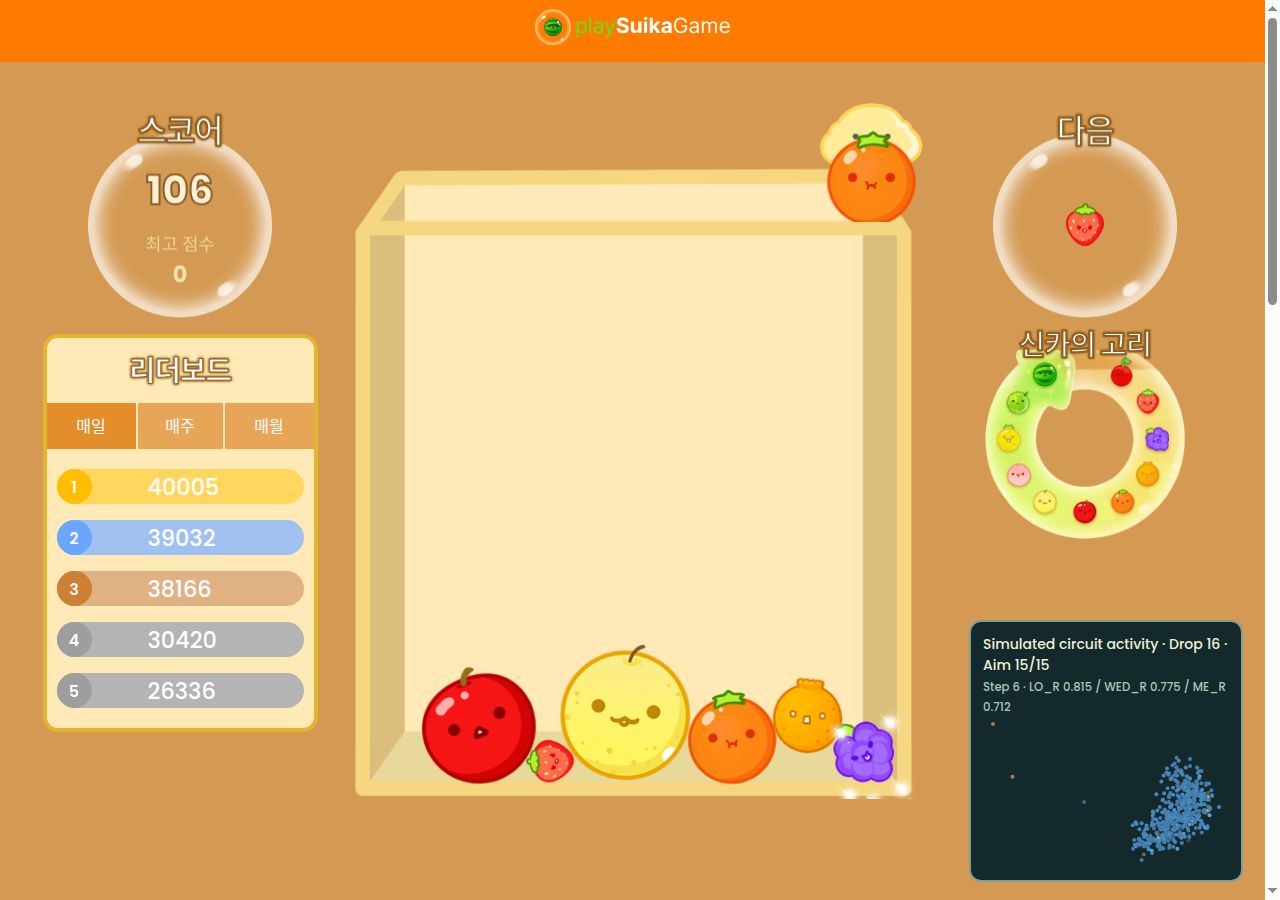 playSuikaGame
스코어
106
최고 점수
0
리더보드
매일 매주 매월
1 40005
2 39032
3 38166
4 30420
5 26336
다음
신카의 고리
Simulated circuit activity · Drop 16 ·
Aim 15/15
Step 6 · LO_R 0.815 / WED_R 0.775 / ME_R
0.712